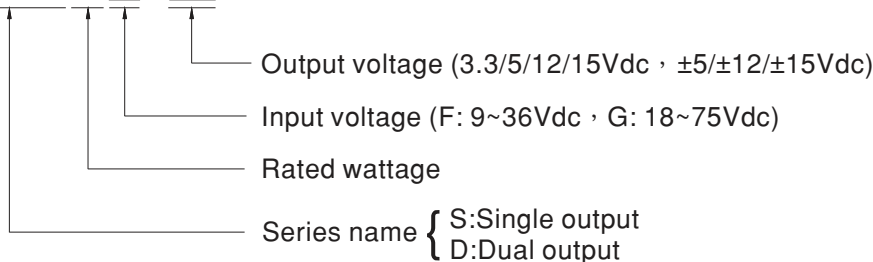 Output voltage (3.3/5/12/15Vdc，±5/±12/±15Vdc)
Input voltage (F: 9~36Vdc，G: 18~75Vdc)
Rated wattage
Series name { S:Single output
D:Dual output